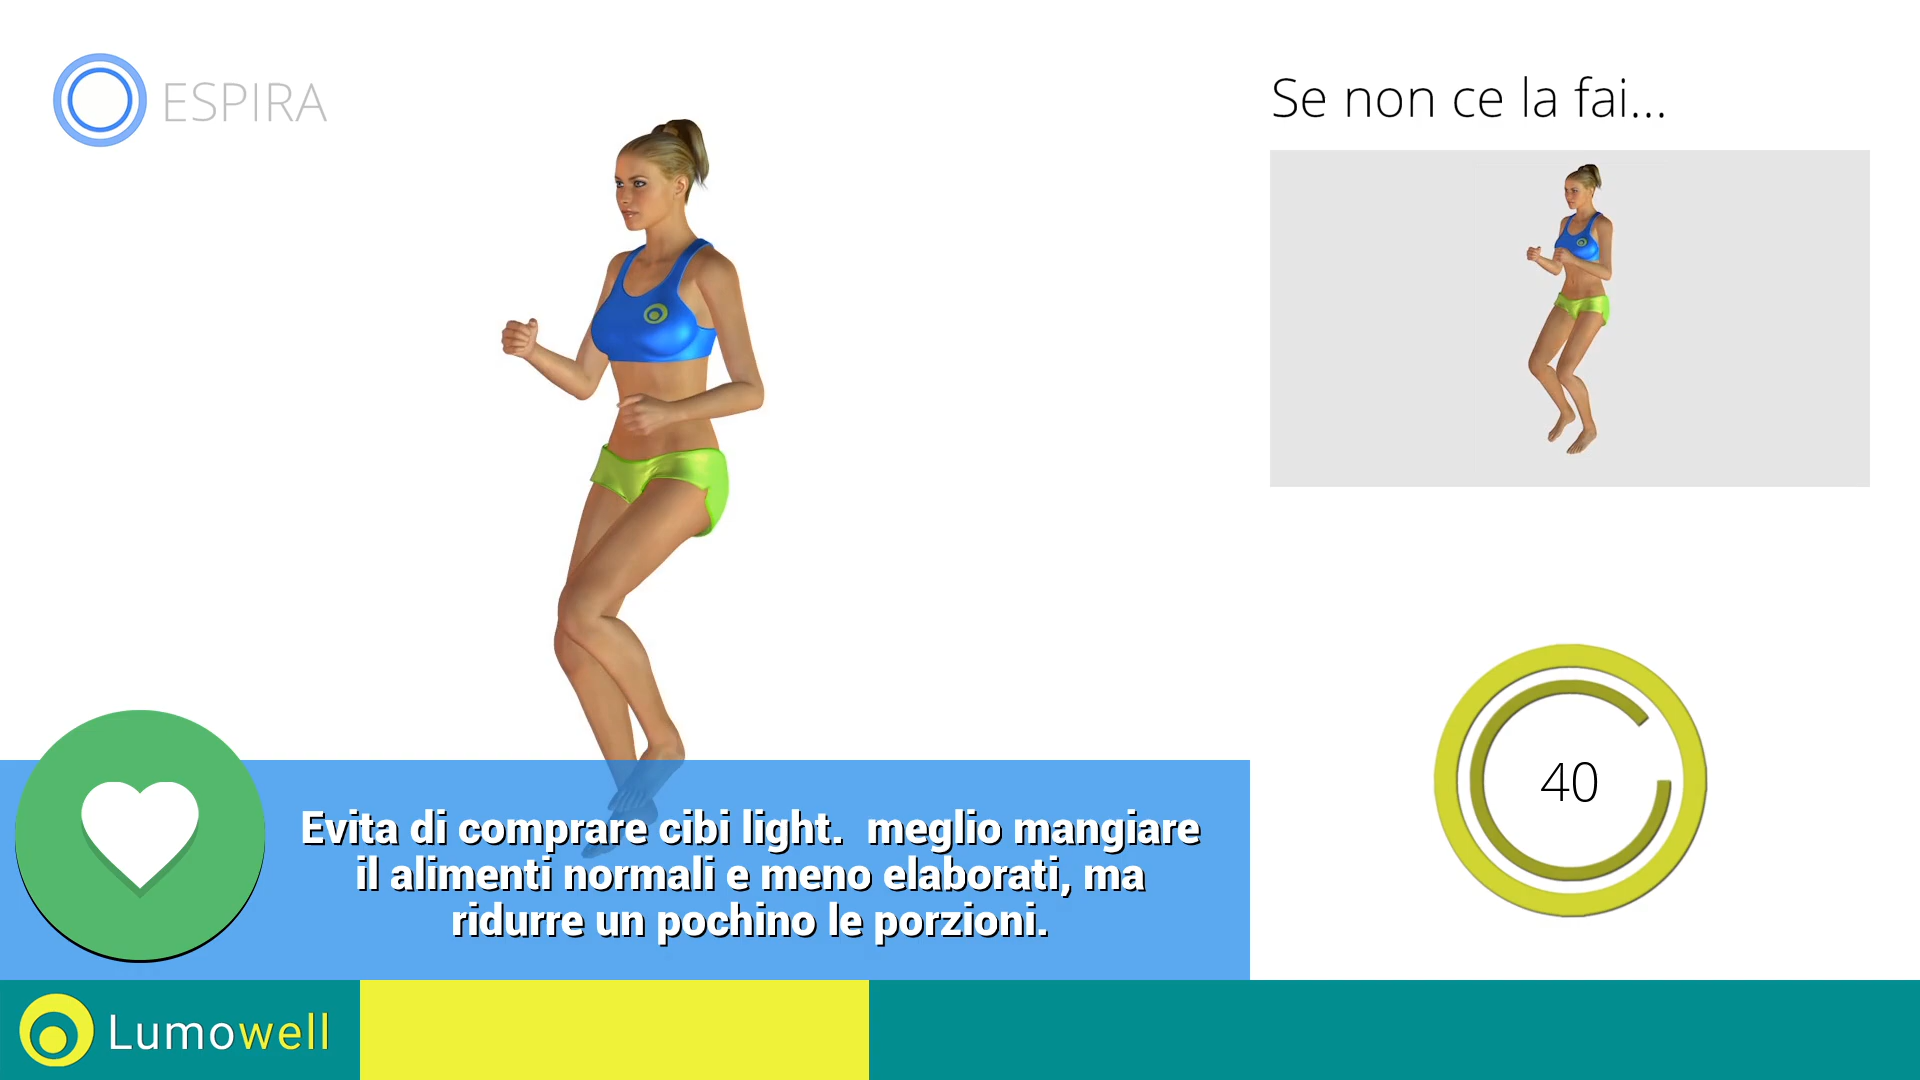 ESPIRA
Se non ce la fai...
40
Evita di comprare cibi light.  meglio mangiare
il alimenti normali e meno elaborati, ma
ridurre un pochino le porzioni.
Lumowell